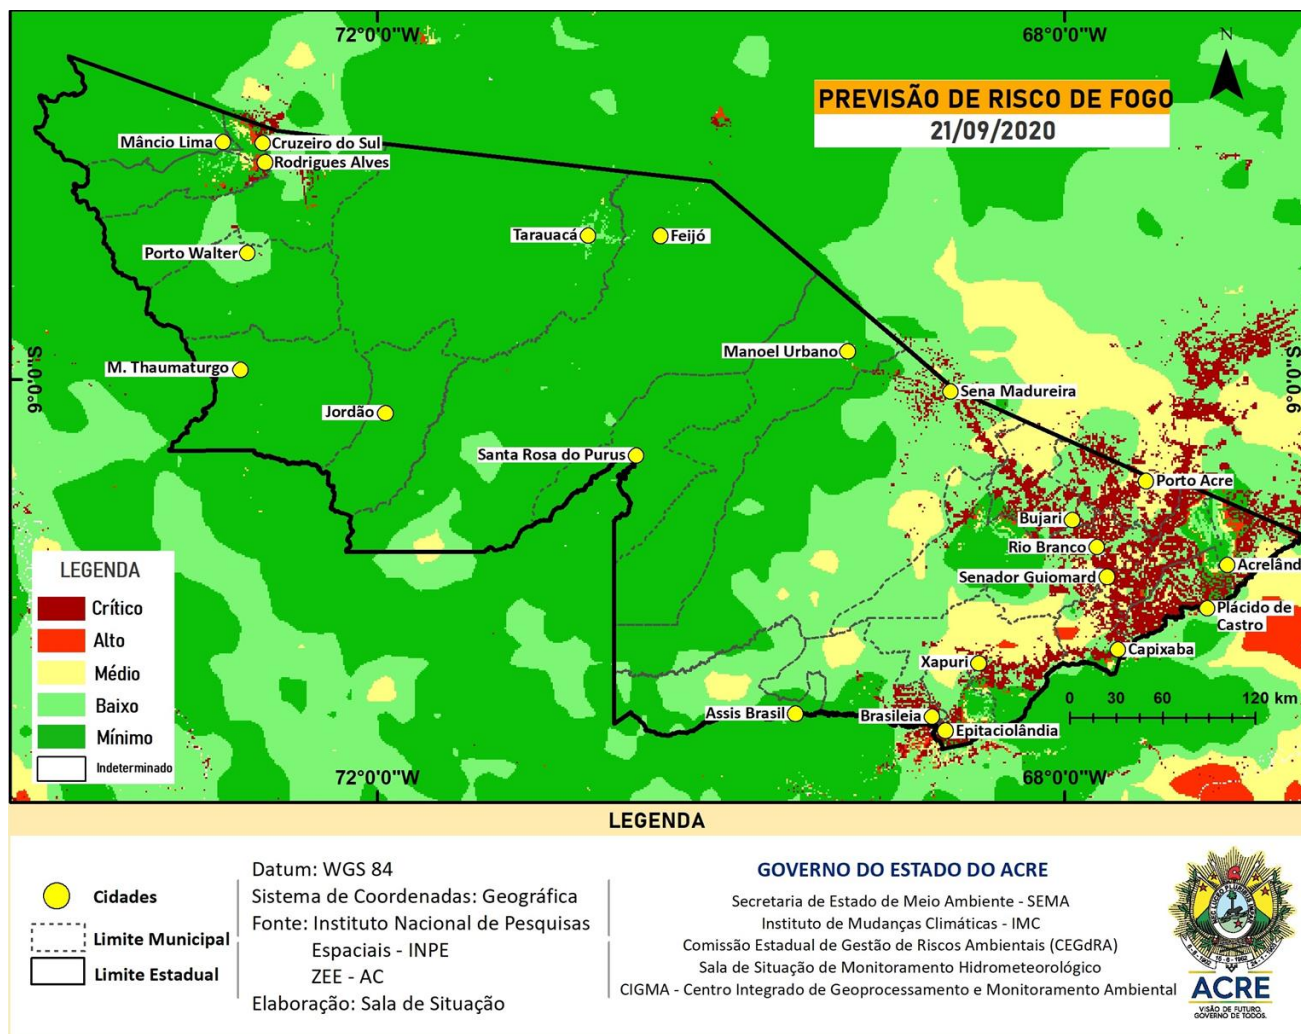 72°0'0"W
68°0'0"W
N
PREVISÃO DE RISCO DE FOGO
21/09/2020
Mâncio Lima
Cruzeiro do Sul
Rodrigues Alves
Tarauacá
Feijó
Porto Walter
Manoel Urbano
M. Thaumaturgo
9°0'0"S
9°0'0"S
Sena Madureira
Jordão
Santa Rosa do Purus
Porto Acre
Bujari
Rio Branco
Acrelând
Senador Guiomard
Plácido de
Castro
Capixaba
Xapuri
Assis Brasil
Brasileia
Epitaciolândia
0 30 60 120 km
LEGENDA
Crítico
Alto
Médio
Baixo
Mínimo
Indeterminado
72°0'0"W
68°0'0"W
LEGENDA
Cidades
Limite Municipal
Limite Estadual
Datum: WGS 84
Sistema de Coordenadas: Geográfica
Fonte: Instituto Nacional de Pesquisas
Espaciais - INPE
ZEE - AC
Elaboração: Sala de Situação
GOVERNO DO ESTADO DO ACRE
Secretaria de Estado de Meio Ambiente - SEMA
Instituto de Mudanças Climáticas - IMC
Comissão Estadual de Gestão de Riscos Ambientais (CEGdRA)
Sala de Situação de Monitoramento Hidrometeorológico
CIGMA - Centro Integrado de Geoprocessamento e Monitoramento Ambiental
ACRE
VISÃO DE FUTURO.
GOVERNO DE TODOS.